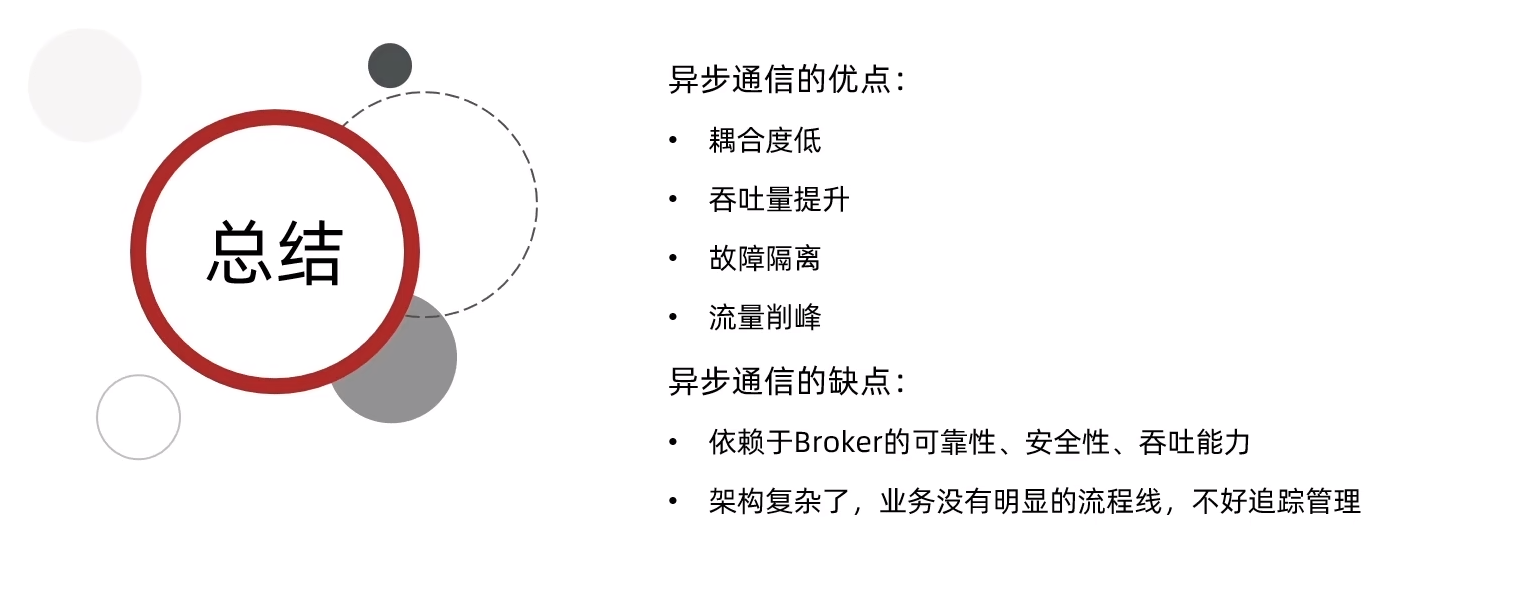 总结
异步通信的优点：
• 耦合度低
• 吞吐量提升
• 故障隔离
• 流量削峰
异步通信的缺点：
• 依赖于Broker的可靠性、安全性、吞吐能力
• 架构复杂了，业务没有明显的流程线，不好追踪管理